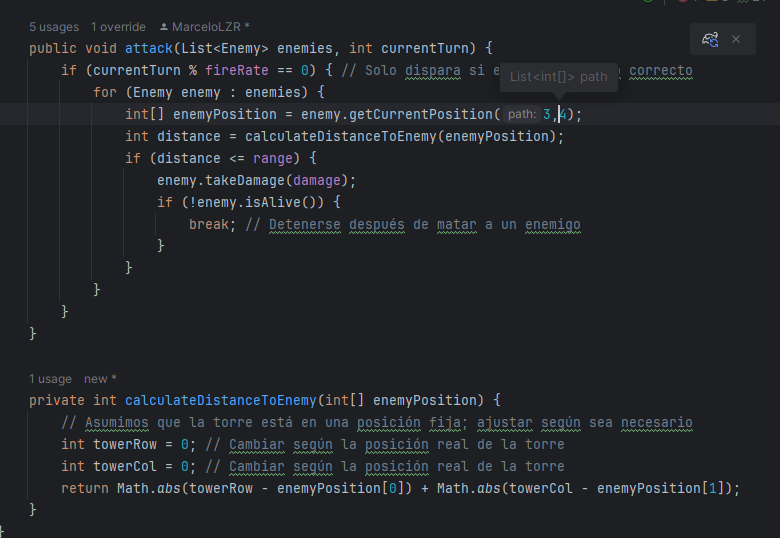 5 usages 1 override MarceloLZR *
public void attack(List<Enemy> enemies, int currentTurn) {
if (currentTurn % fireRate == 0) { // Solo dispara si e correcto
List<int[]> path
for (Enemy enemy : enemies) {
int[] enemyPosition = enemy.getCurrentPosition( path: 3,4);
int distance = calculateDistanceToEnemy(enemyPosition);
if (distance <= range) {
enemy.takeDamage(damage);
if (!enemy.isAlive()) {
break; // Detenerse después de matar a un enemigo
}
}
}
}
}
1 usage new *
private int calculateDistanceToEnemy(int[] enemyPosition) {
// Asumimos que la torre está en una posición fija; ajustar según sea necesario
int towerRow = 0; // Cambiar según la posición real de la torre
int towerCol = 0; // Cambiar según la posición real de la torre
return Math.abs(towerRow - enemyPosition[0]) + Math.abs(towerCol - enemyPosition[1]);
}
}